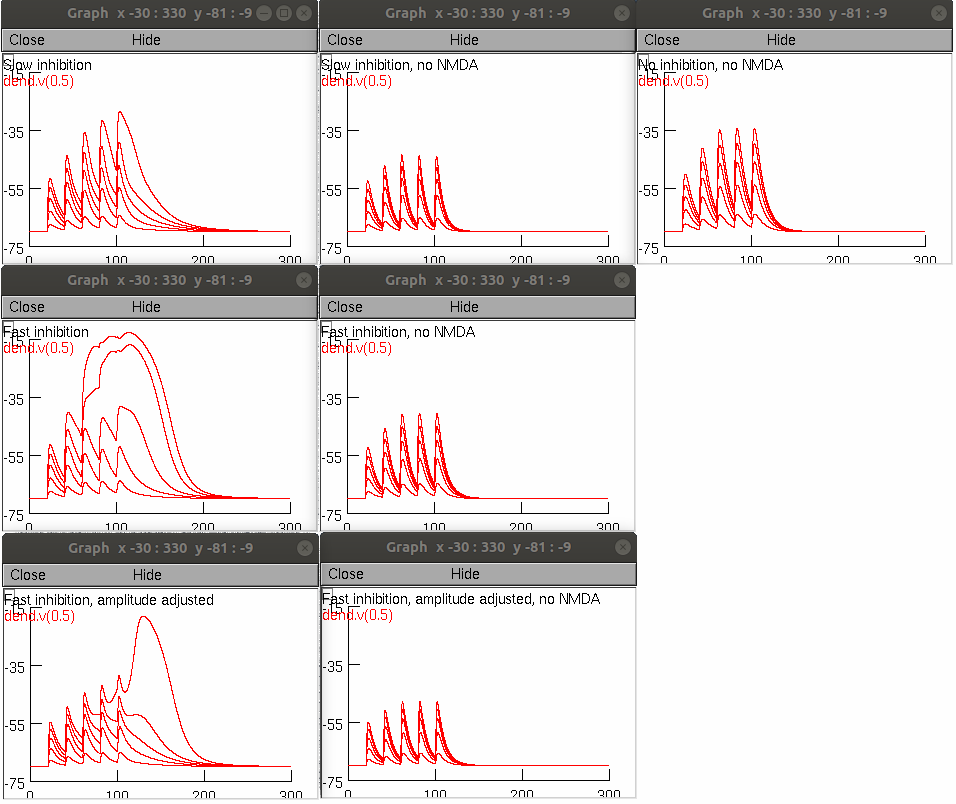 Graph x -30 : 330 y -81 : -9
Close Hide
Slow inhibition
dend.v(0.5)
-15
-35
-55
-75
0 100 200 300
Graph x -30 : 330 y -81 : -9
Close Hide
Slow inhibition, no NMDA
dend.v(0.5)
-15
-35
-55
-75
0 100 200 300
Graph x -30 : 330 y -81 : -9
Close Hide
No inhibition, no NMDA
dend.v(0.5)
-15
-35
-55
-75
0 100 200 300
Graph x -30 : 330 y -81 : -9
Close Hide
Fast inhibition
dend.v(0.5)
-15
-35
-55
-75
0 100 200 300
Graph x -30 : 330 y -81 : -9
Close Hide
Fast inhibition, no NMDA
dend.v(0.5)
-15
-35
-55
-75
0 100 200 300
Graph x -30 : 330 y -81 : -9
Close Hide
Fast inhibition, amplitude adjusted
dend.v(0.5)
-15
-35
-55
-75
0 100 200 300
Graph x -30 : 330 y -81 : -9
Close Hide
Fast inhibition, amplitude adjusted, no NMDA
dend.v(0.5)
-15
-35
-55
-75
0 100 200 300